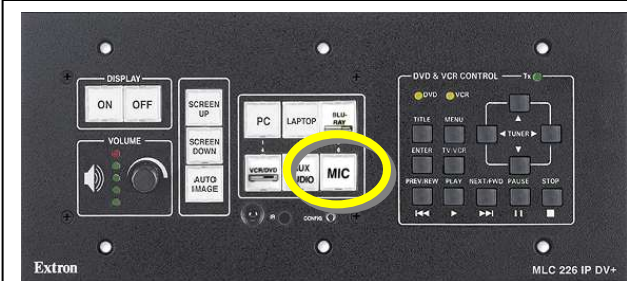 DISPLAY
ON OFF
VOLUME
SCREEN
UP
SCREEN
DOWN
AUTO
IMAGE
PC LAPTOP BLU-
RAY
VCR/DVD AUX
AUDIO MIC
IR CONFIG
DVD & VCR CONTROL Tx
DVD VCR
TITLE MENU
TUNER
ENTER TV/VCR
PREV/REW PLAY NEXT/FWD PAUSE STOP
Extron
MLC 226 IP DV+